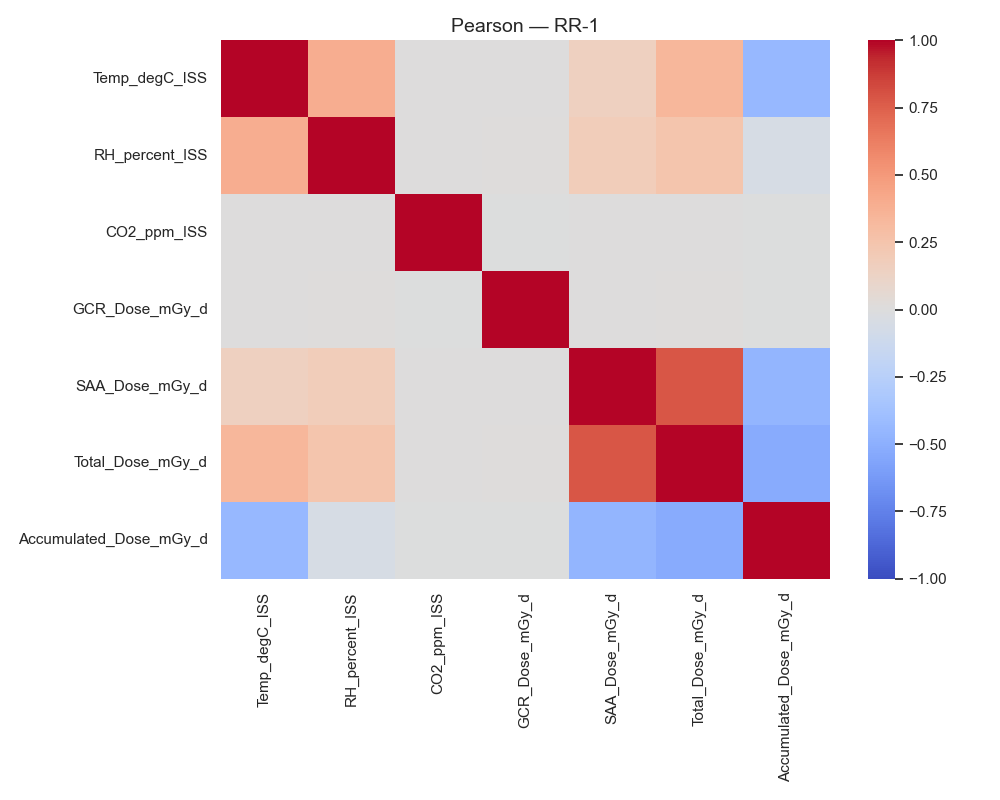 Pearson — RR-1
Temp_degC_ISS
RH_percent_ISS
CO2_ppm_ISS
GCR_Dose_mGy_d
SAA_Dose_mGy_d
Total_Dose_mGy_d
Accumulated_Dose_mGy_d
Temp_degC_ISS
RH_percent_ISS
CO2_ppm_ISS
GCR_Dose_mGy_d
SAA_Dose_mGy_d
Total_Dose_mGy_d
Accumulated_Dose_mGy_d
1.00
0.75
0.50
0.25
0.00
−0.25
−0.50
−0.75
−1.00